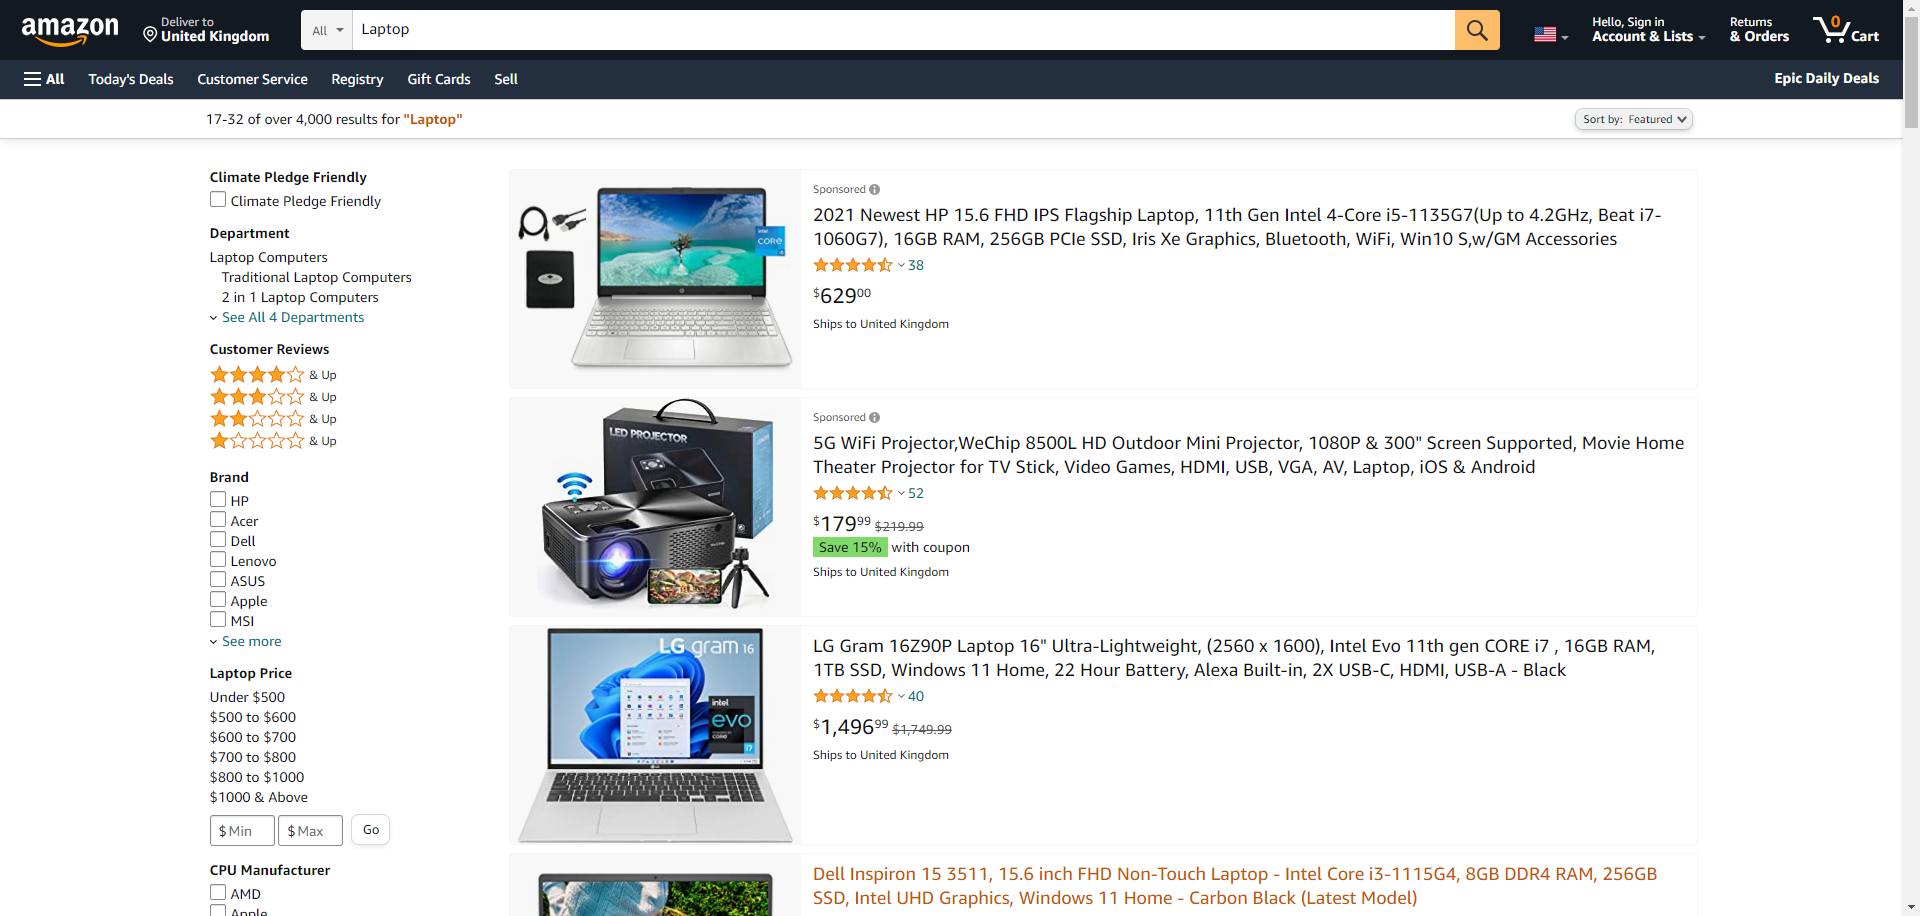 amazon
Deliver to
United Kingdom
All
Laptop
Hello, Sign in
Account & Lists
Returns
& Orders
0
Cart
All
Today's Deals
Customer Service
Registry
Gift Cards
Sell
Epic Daily Deals
17-32 of over 4,000 results for "Laptop"
Sort by: Featured
Climate Pledge Friendly
Climate Pledge Friendly
Department
Laptop Computers
Traditional Laptop Computers
2 in 1 Laptop Computers
See All 4 Departments
Customer Reviews
& Up
& Up
& Up
& Up
Brand
HP
Acer
Dell
Lenovo
ASUS
Apple
MSI
See more
Laptop Price
Under $500
$500 to $600
$600 to $700
$700 to $800
$800 to $1000
$1000 & Above
$ Min
$ Max
Go
CPU Manufacturer
AMD
Apple
intel
CORE
Sponsored
2021 Newest HP 15.6 FHD IPS Flagship Laptop, 11th Gen Intel 4-Core i5-1135G7(Up to 4.2GHz, Beat i7-
1060G7), 16GB RAM, 256GB PCIe SSD, Iris Xe Graphics, Bluetooth, WiFi, Win10 S,w/GM Accessories
38
$62900
Ships to United Kingdom
LED PROJECTOR
Sponsored
5G WiFi Projector,WeChip 8500L HD Outdoor Mini Projector, 1080P & 300" Screen Supported, Movie Home
Theater Projector for TV Stick, Video Games, HDMI, USB, VGA, AV, Laptop, iOS & Android
52
$17999 $219.99
Save 15% with coupon
Ships to United Kingdom
LG gram 16
intel
evo
CORE
i7
LG Gram 16Z90P Laptop 16" Ultra-Lightweight, (2560 x 1600), Intel Evo 11th gen CORE i7 , 16GB RAM,
1TB SSD, Windows 11 Home, 22 Hour Battery, Alexa Built-in, 2X USB-C, HDMI, USB-A - Black
40
$1,49699 $1,749.99
Ships to United Kingdom
Dell Inspiron 15 3511, 15.6 inch FHD Non-Touch Laptop - Intel Core i3-1115G4, 8GB DDR4 RAM, 256GB
SSD, Intel UHD Graphics, Windows 11 Home - Carbon Black (Latest Model)